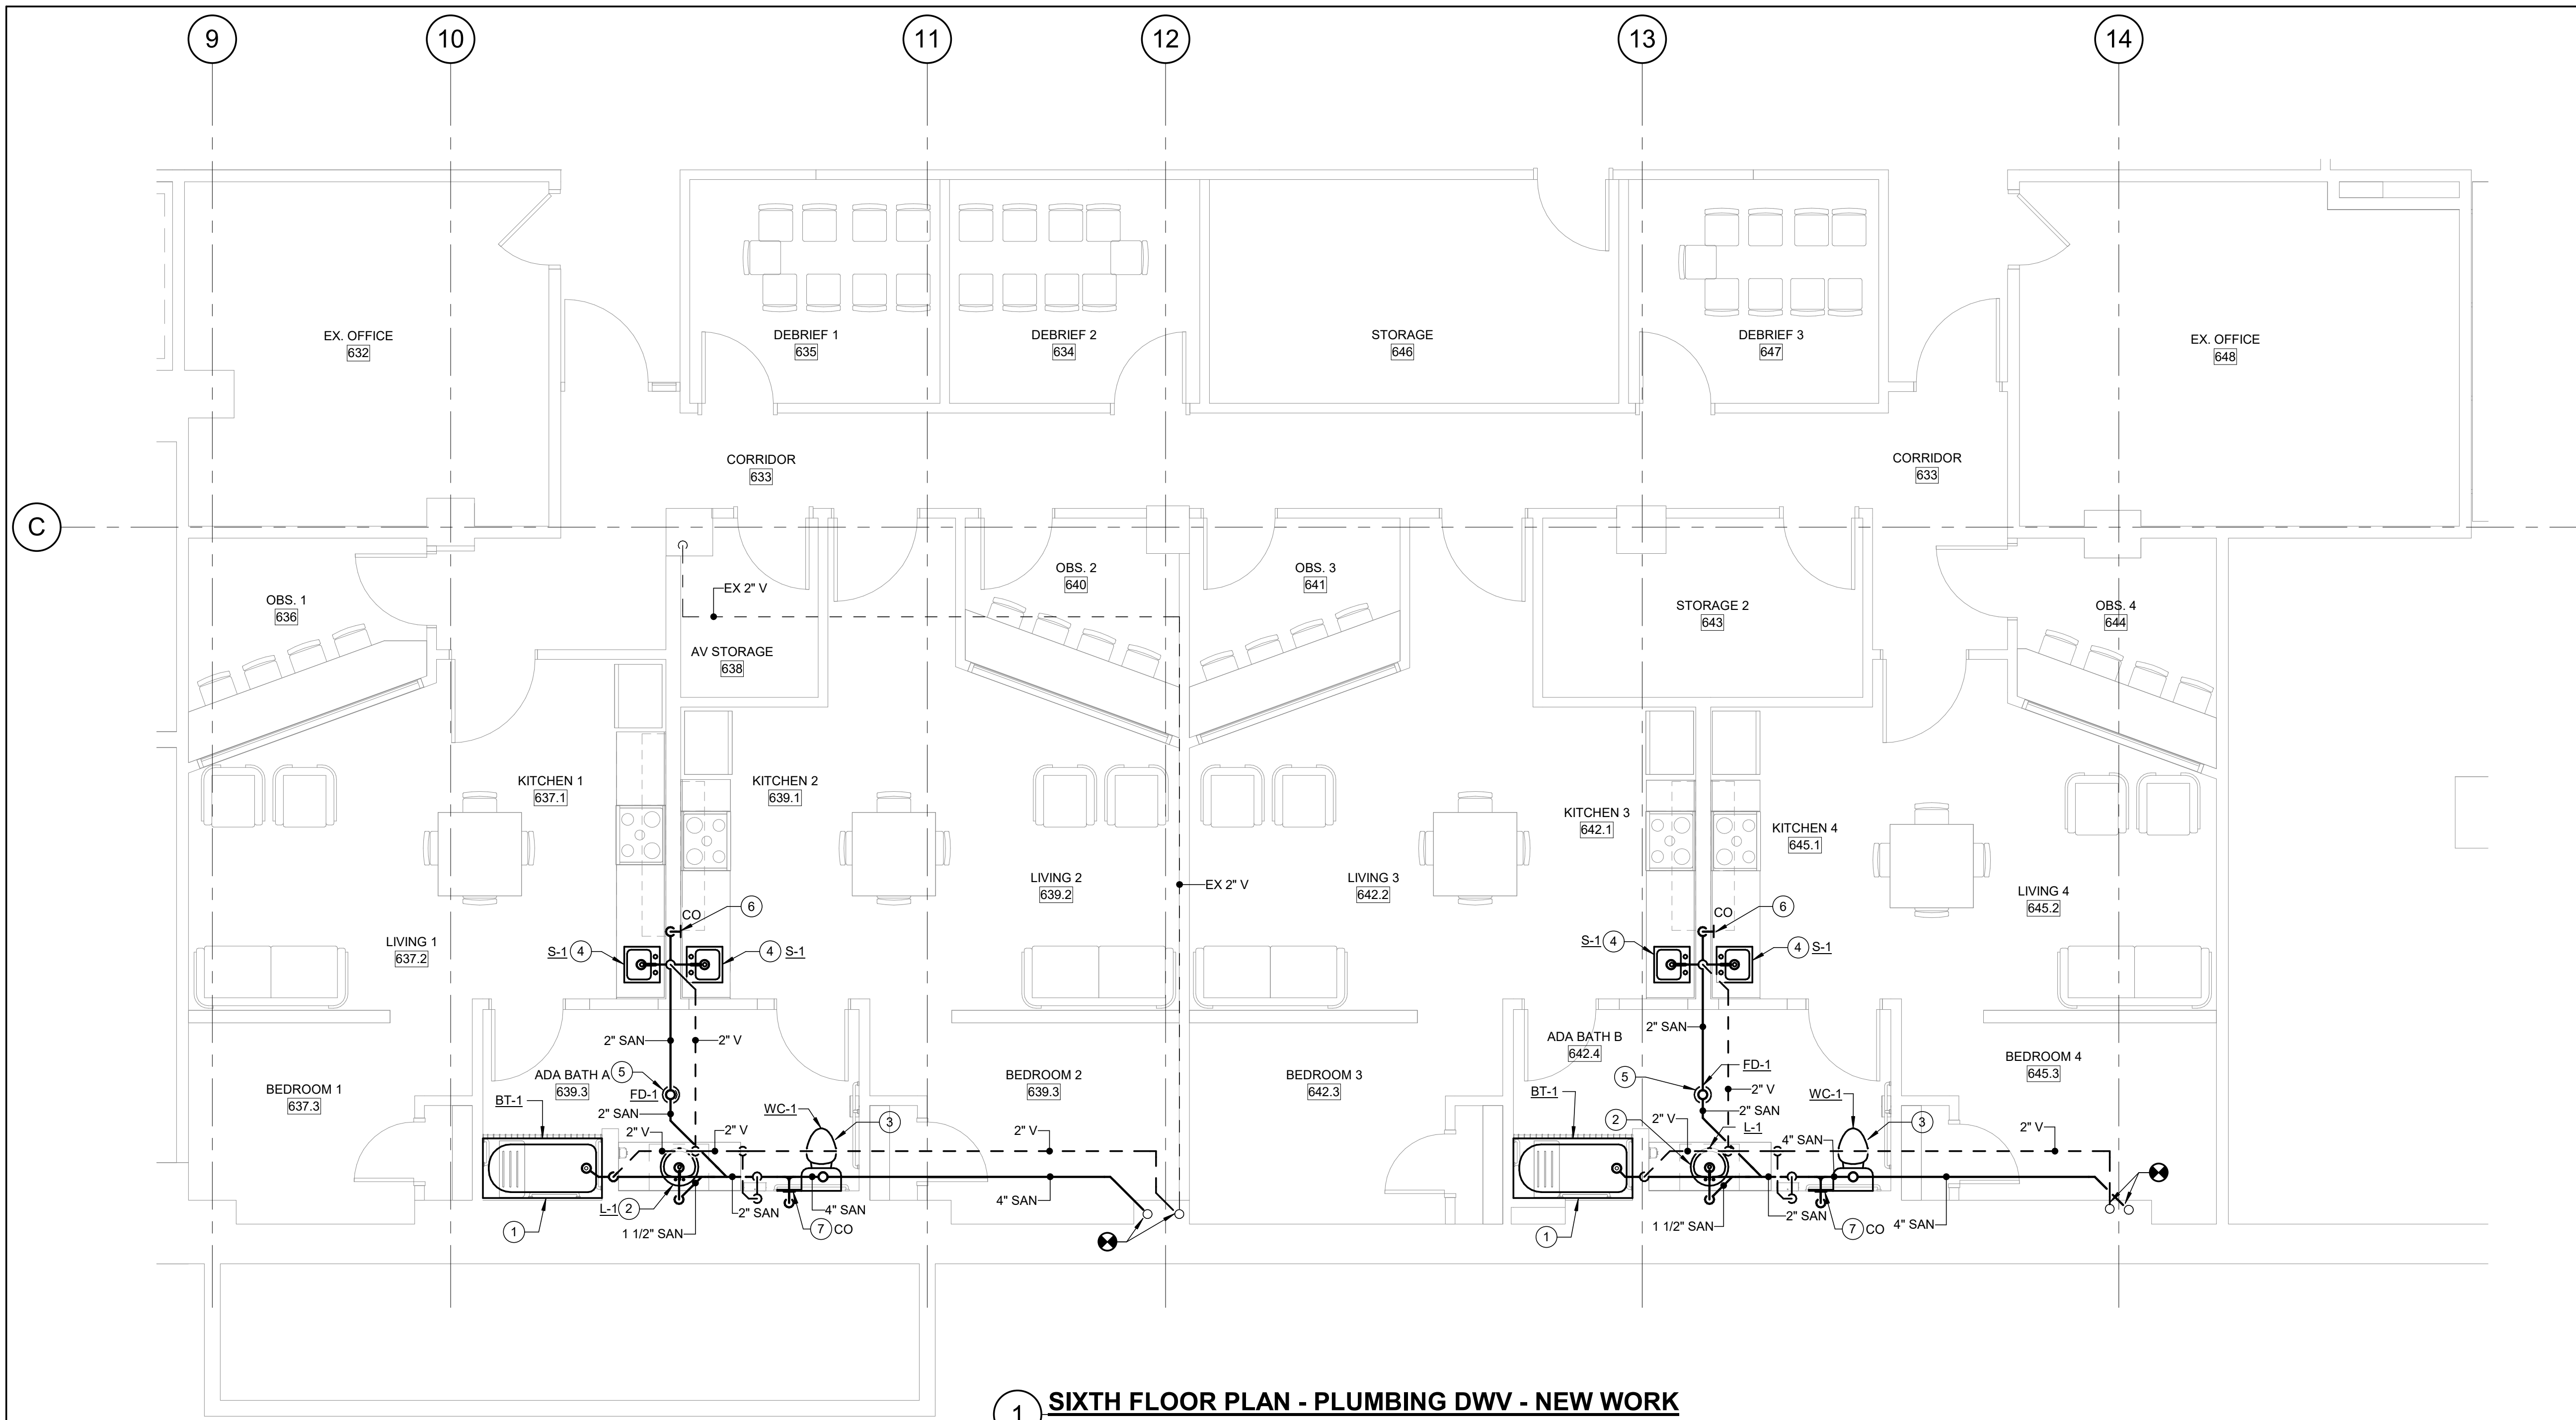 9
10
11
12
13
14
C
EX. OFFICE
632
DEBRIEF 1
635
DEBRIEF 2
634
STORAGE
646
DEBRIEF 3
647
EX. OFFICE
648
CORRIDOR
633
CORRIDOR
633
OBS. 1
636
EX 2" V
AV STORAGE
638
OBS. 2
640
OBS. 3
641
STORAGE 2
643
OBS. 4
644
KITCHEN 1
637.1
KITCHEN 2
639.1
KITCHEN 3
642.1
KITCHEN 4
645.1
LIVING 1
637.2
LIVING 2
639.2
EX 2" V
LIVING 3
642.2
LIVING 4
645.2
CO
6
S-1 4
4 S-1
CO
6
S-1 4
4 S-1
2" SAN
2" V
2" SAN
BEDROOM 1
637.3
ADA BATH A
639.3
5
FD-1
BT-1
2" SAN
2" V
2" V
WC-1
3
BEDROOM 2
639.3
2" V
BEDROOM 3
642.3
ADA BATH B
642.4
5
FD-1
BT-1
2
2" V
2" V
2" SAN
L-1
WC-1
3
4" SAN
BEDROOM 4
645.3
2" V
1
L-1 2
1 1/2" SAN
2" SAN
4" SAN
7 CO
4" SAN
1
1 1/2" SAN
2" SAN
7 CO
4" SAN
1
SIXTH FLOOR PLAN - PLUMBING DWV - NEW WORK